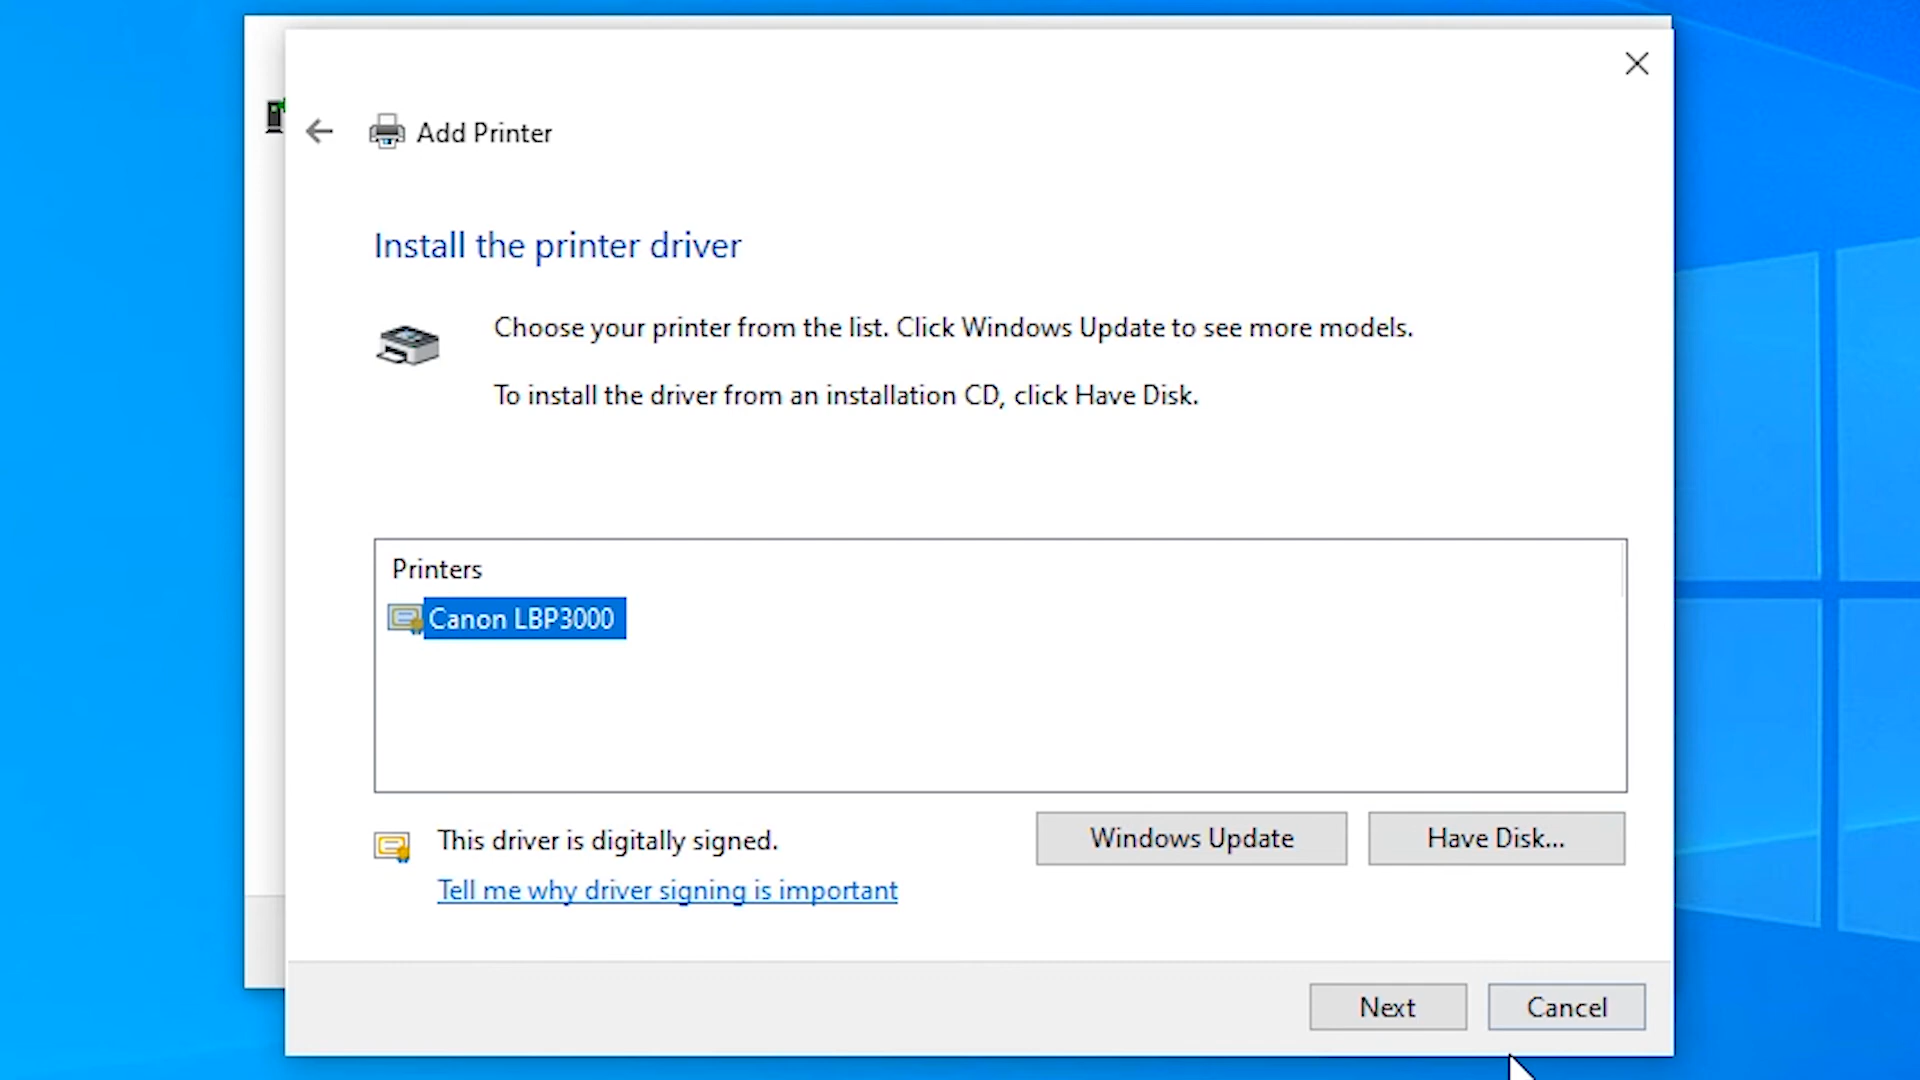 Add Printer
Install the printer driver
Choose your printer from the list. Click Windows Update to see more models.
To install the driver from an installation CD, click Have Disk.
Printers
Canon LBP3000
This driver is digitally signed.
Windows Update
Have Disk...
Tell me why driver signing is important
Next
Cancel